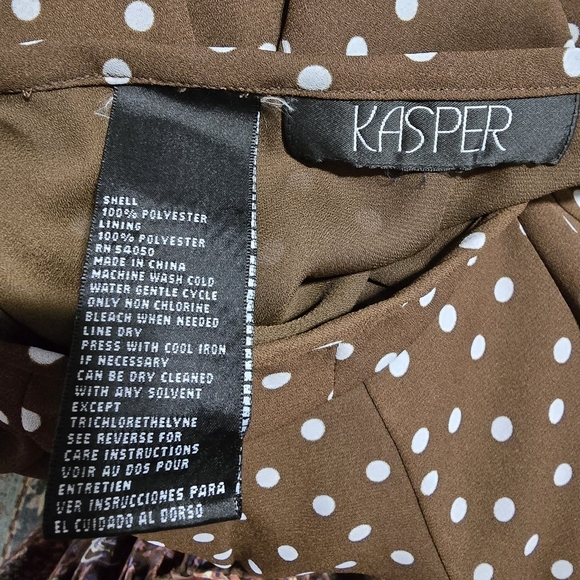 KASPER
SHELL
100% POLYESTER
LINING
100% POLYESTER
RN 54050
MADE IN CHINA
MACHINE WASH COLD
WATER GENTLE CYCLE
ONLY NON CHLORINE
BLEACH WHEN NEEDED
LINE DRY
PRESS WITH COOL IRON
IF NECESSARY
CAN BE DRY CLEANED
WITH ANY SOLVENT
EXCEPT
TRICHLORETHELYNE
SEE REVERSE FOR
CARE INSTRUCTIONS
VOIR AU DOS POUR
ENTRETIEN
VER INSRUCCIONES PARA
EL CUIDADO AL DORSO